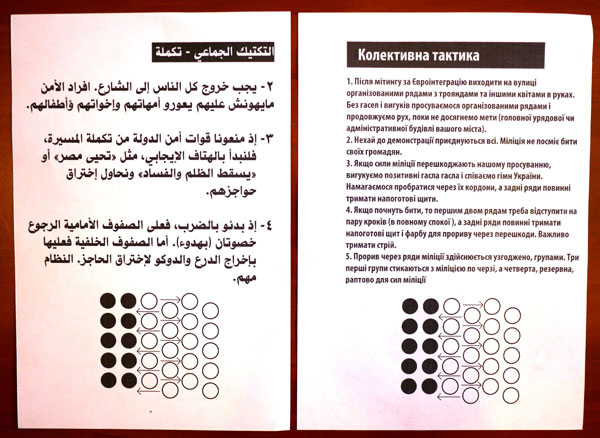 التكتيك الجماعي - تكملة
٢- يجب خروج كل الناس إلى الشارع. افراد الأمن
مايهونش عليهم يعورو أمهاتهم وإخواتهم وأطفالهم.
٣- إذ منعونا قوات أمن الدولة من تكملة المسيرة،
فلنبدأ بالهتاف الإيجابي، مثل “تحيى مصر” أو
“يسقط الظلم والفساد” ونحاول إختراق
حواجزهم.
٤- إذ بدئو بالضرب، فعلى الصفوف الأمامية الرجوع
خصوتان (بهدوء). أما الصفوف الخلفية فعليها
بإخراج الدرع والدوكو لإختراق الحاجز. النظام
مهم.
Колективна тактика
1. Після мітингу за Євроінтеграцію виходити на вулиці
організованими рядами з трояндами та іншими квітами в руках.
Без гасел і вигуків просуваємося організованими рядами і
продовжуємо рух, поки не досягнемо мети (головної урядової чи
адміністративної будівлі вашого міста).
2. Нехай до демонстрації приєднуються всі. Міліція не посміє бити
своїх громадян.
3. Якщо сили міліції перешкоджають нашому просуванню,
вигукуємо позитивні гасла гасла і співаємо гімн України.
Намагаємося пробратися через їх кордони, а задні ряди повинні
тримати напоготові щити.
4. Якщо почнуть бити, то першим двом рядам треба відступити на
пару кроків (в повному спокої ), а задні ряди повинні тримати
напоготові щит і фарбу для прориву через перешкоди. Важливо
тримати стрій.
5. Прорив через ряди міліції здійснюється узгоджено, групами. Три
перші групи стикаються з міліцією по черзі, а четверта, резервна,
раптово для сил міліції